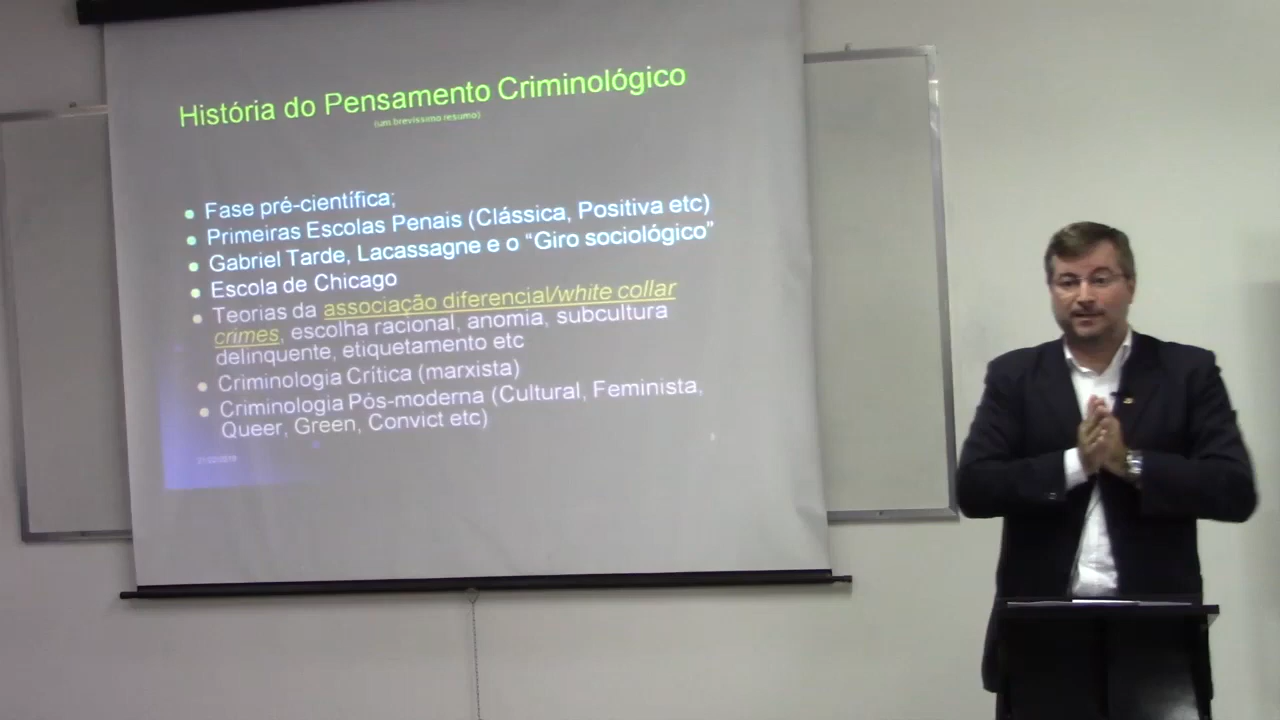 História do Pensamento Criminológico
(um brevíssimo resumo)
Fase pré-científica;
Primeiras Escolas Penais (Clássica, Positiva etc)
Gabriel Tarde, Lacassagne e o “Giro sociológico”
Escola de Chicago
Teorias da associação diferencial/white collar
crimes, escolha racional, anomia, subcultura
delinquente, etiquetamento etc
Criminologia Crítica (marxista)
Criminologia Pós-moderna (Cultural, Feminista,
Queer, Green, Convict etc)